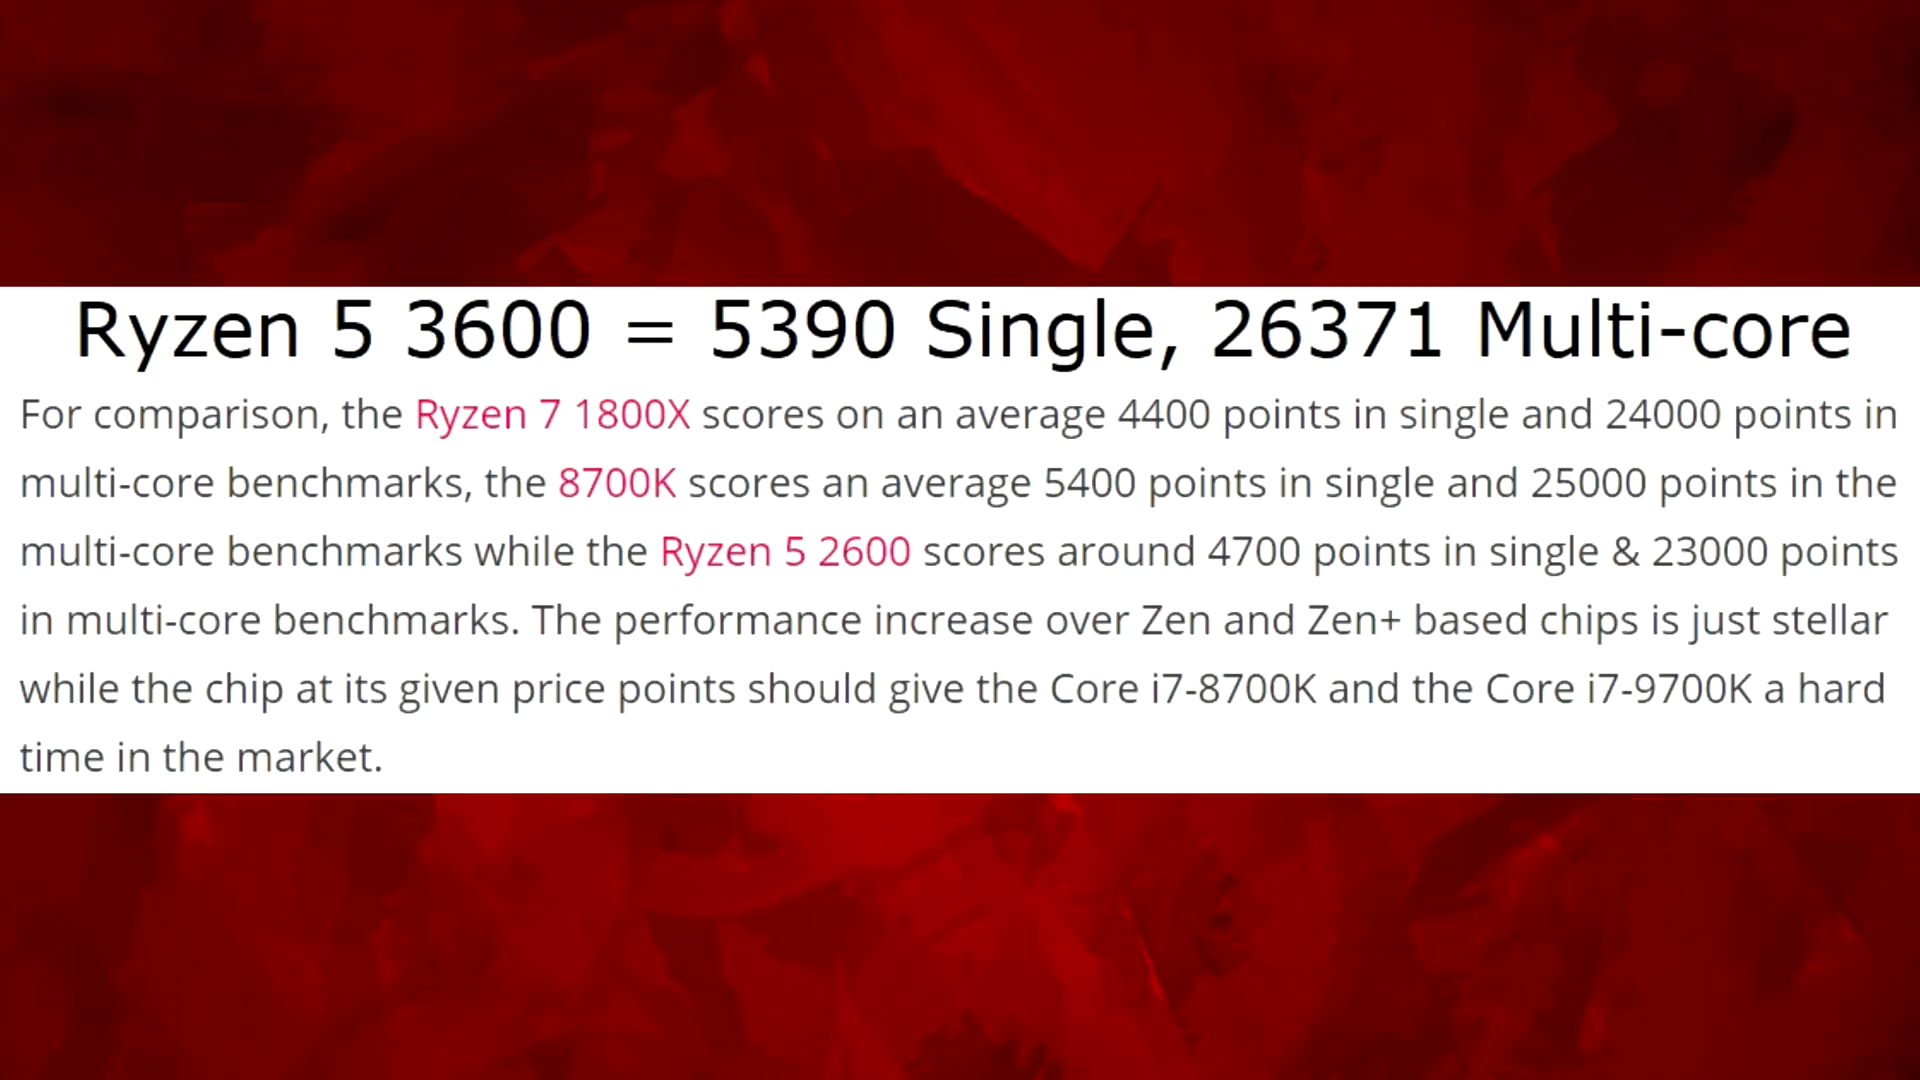 Ryzen 5 3600 = 5390 Single, 26371 Multi-core
For comparison, the Ryzen 7 1800X scores on an average 4400 points in single and 24000 points in
multi-core benchmarks, the 8700K scores an average 5400 points in single and 25000 points in the
multi-core benchmarks while the Ryzen 5 2600 scores around 4700 points in single & 23000 points
in multi-core benchmarks. The performance increase over Zen and Zen+ based chips is just stellar
while the chip at its given price points should give the Core i7-8700K and the Core i7-9700K a hard
time in the market.